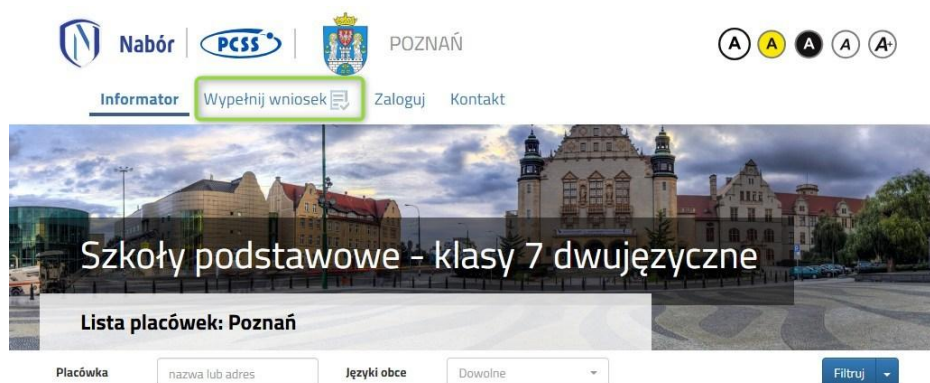 Nabór PCSS POZNAŃ A A A A A+
Informator Wypełnij wniosek Zaloguj Kontakt
Szkoły podstawowe - klasy 7 dwujęzyczne
Lista placówek: Poznań
Placówka nazwa lub adres Języki obce Dowolne Filtruj